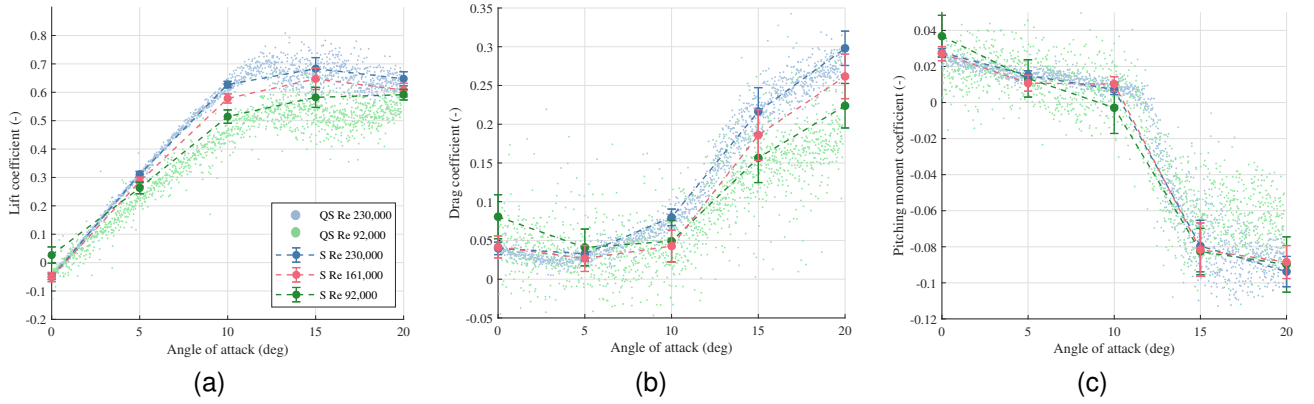 0.9
0.8
0.7
0.6
0.5
0.4
0.3
0.2
0.1
0
-0.1
-0.2
Lift coefficient (-)
QS Re 230,000
QS Re 92,000
S Re 230,000
S Re 161,000
S Re 92,000
0 5 10 15 20
Angle of attack (deg)
(a)
0.35
0.3
0.25
0.2
0.15
0.1
0.05
0
-0.05
Drag coefficient (-)
0 5 10 15 20
Angle of attack (deg)
(b)
0.04
0.02
0
-0.02
-0.04
-0.06
-0.08
-0.1
-0.12
Pitching moment coefficient (-)
0 5 10 15 20
Angle of attack (deg)
(c)